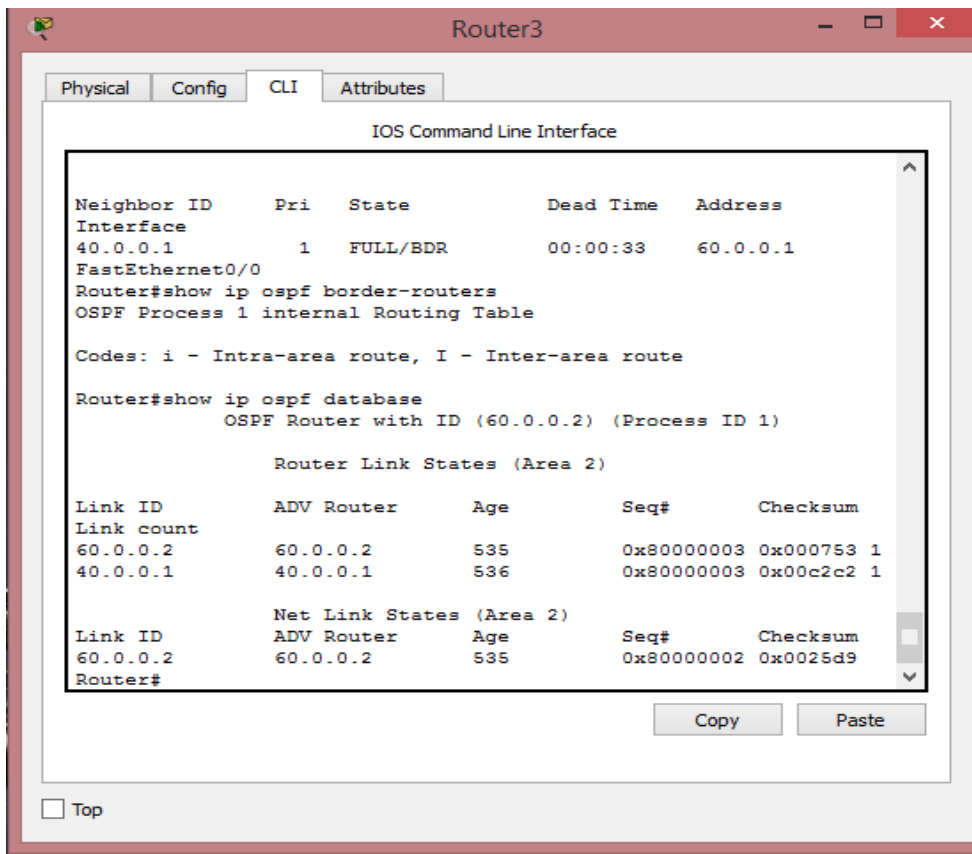 Router3
Physical Config CLI Attributes
IOS Command Line Interface
Neighbor ID Pri State Dead Time Address
Interface
40.0.0.1 1 FULL/BDR 00:00:33 60.0.0.1
FastEthernet0/0
Router#show ip ospf border-routers
OSPF Process 1 internal Routing Table
Codes: i - Intra-area route, I - Inter-area route
Router#show ip ospf database
OSPF Router with ID (60.0.0.2) (Process ID 1)
Router Link States (Area 2)
Link ID ADV Router Age Seq# Checksum
Link count
60.0.0.2 60.0.0.2 535 0x80000003 0x000753 1
40.0.0.1 40.0.0.1 536 0x80000003 0x00c2c2 1
Net Link States (Area 2)
Link ID ADV Router Age Seq# Checksum
60.0.0.2 60.0.0.2 535 0x80000002 0x0025d9
Router#
Copy Paste
Top